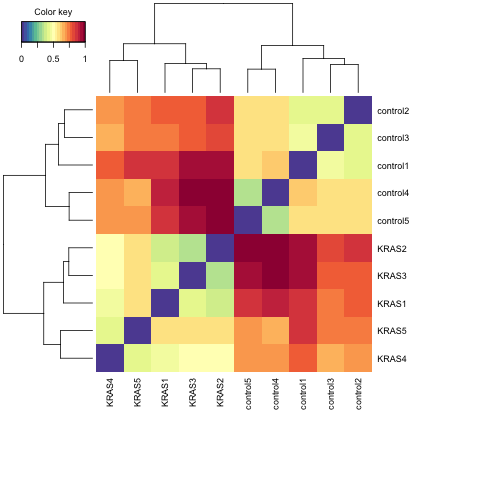 Color key
0 0.5 1
control2
control3
control1
control4
control5
KRAS2
KRAS3
KRAS1
KRAS5
KRAS4
KRAS4
KRAS5
KRAS1
KRAS3
KRAS2
control5
control4
control1
control3
control2